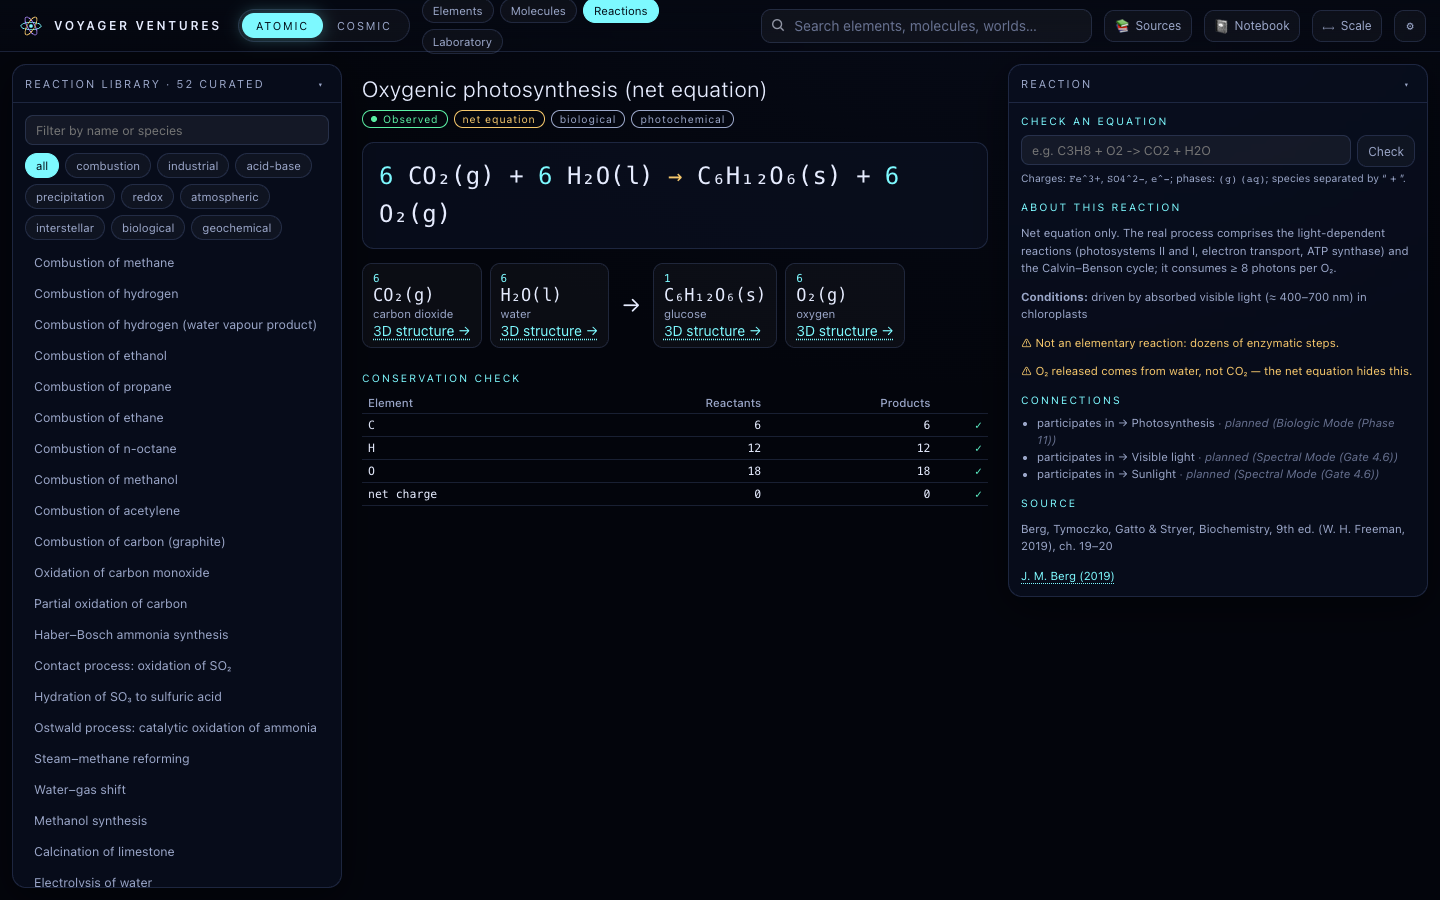 VOYAGER VENTURES
ATOMIC COSMIC
Elements Molecules Reactions
Laboratory
Search elements, molecules, worlds...
Sources Notebook Scale
REACTION LIBRARY · 52 CURATED
Filter by name or species
all combustion industrial acid-base
precipitation redox atmospheric
interstellar biological geochemical
Combustion of methane
Combustion of hydrogen
Combustion of hydrogen (water vapour product)
Combustion of ethanol
Combustion of propane
Combustion of ethane
Combustion of n-octane
Combustion of methanol
Combustion of acetylene
Combustion of carbon (graphite)
Oxidation of carbon monoxide
Partial oxidation of carbon
Haber–Bosch ammonia synthesis
Contact process: oxidation of SO₂
Hydration of SO₃ to sulfuric acid
Ostwald process: catalytic oxidation of ammonia
Steam–methane reforming
Water–gas shift
Methanol synthesis
Calcination of limestone
Electrolysis of water
Oxygenic photosynthesis (net equation)
Observed net equation biological photochemical
6 CO₂(g) + 6 H₂O(l) → C₆H₁₂O₆(s) + 6
O₂(g)
6 6 1 6
CO₂(g) H₂O(l) → C₆H₁₂O₆(s) O₂(g)
carbon dioxide water glucose oxygen
3D structure → 3D structure → 3D structure → 3D structure →
CONSERVATION CHECK
Element Reactants Products
C 6 6 ✓
H 12 12 ✓
O 18 18 ✓
net charge 0 0 ✓
REACTION
CHECK AN EQUATION
e.g. C3H8 + O2 -> CO2 + H2O Check
Charges: Fe^3+, SO4^2−, e^−; phases: (g) (aq); species separated by “ + ”.
ABOUT THIS REACTION
Net equation only. The real process comprises the light-dependent
reactions (photosystems II and I, electron transport, ATP synthase) and
the Calvin–Benson cycle; it consumes ≥ 8 photons per O₂.
Conditions: driven by absorbed visible light (≈ 400–700 nm) in
chloroplasts
⚠ Not an elementary reaction: dozens of enzymatic steps.
⚠ O₂ released comes from water, not CO₂ — the net equation hides this.
CONNECTIONS
• participates in → Photosynthesis · planned (Biologic Mode (Phase
11))
• participates in → Visible light · planned (Spectral Mode (Gate 4.6))
• participates in → Sunlight · planned (Spectral Mode (Gate 4.6))
SOURCE
Berg, Tymoczko, Gatto & Stryer, Biochemistry, 9th ed. (W. H. Freeman,
2019), ch. 19–20
J. M. Berg (2019)